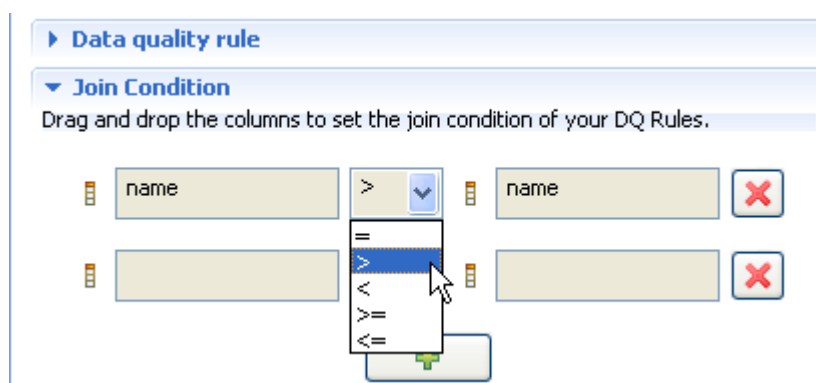 Data quality rule
Join Condition
Drag and drop the columns to set the join condition of your DQ Rules.
name > name
=
>
<
>=
<=